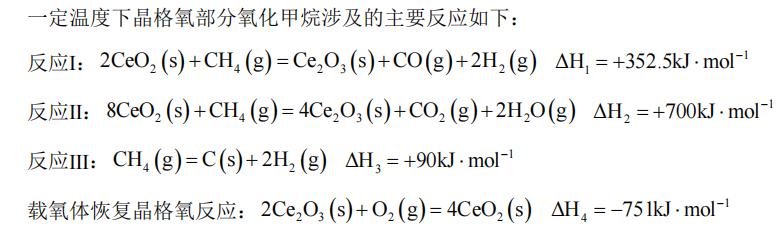 一定温度下晶格氧部分氧化甲烷涉及的主要反应如下：
反应I：2CeO₂(s)+CH₄(g)=Ce₂O₃(s)+CO(g)+2H₂(g) ΔH₁=+352.5kJ·mol⁻¹
反应II：8CeO₂(s)+CH₄(g)=4Ce₂O₃(s)+CO₂(g)+2H₂O(g) ΔH₂=+700kJ·mol⁻¹
反应III：CH₄(g)=C(s)+2H₂(g) ΔH₃=+90kJ·mol⁻¹
载氧体恢复晶格氧反应：2Ce₂O₃(s)+O₂(g)=4CeO₂(s) ΔH₄=−751kJ·mol⁻¹